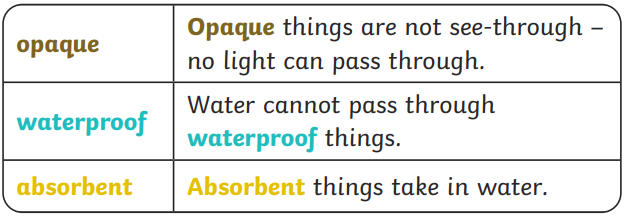 opaque
Opaque things are not see-through –
no light can pass through.
waterproof
Water cannot pass through
waterproof things.
absorbent
Absorbent things take in water.